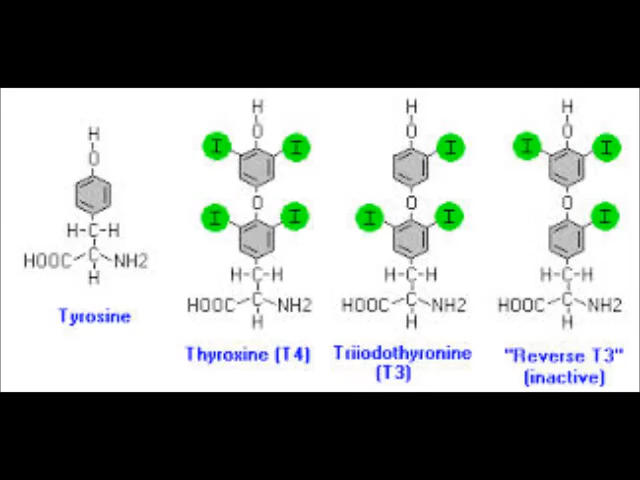 H
O
H-C-H
HOOC C NH2
H
Tyrosine
H
O
I I
O
I I
H-C-H
HOOC C NH2
H
Thyroxine (T4)
H
O
I
O
I I
H-C-H
HOOC C NH2
H
Triiodothyronine
(T3)
H
O
I I
O
I
H-C-H
HOOC C NH2
H
"Reverse T3"
(inactive)